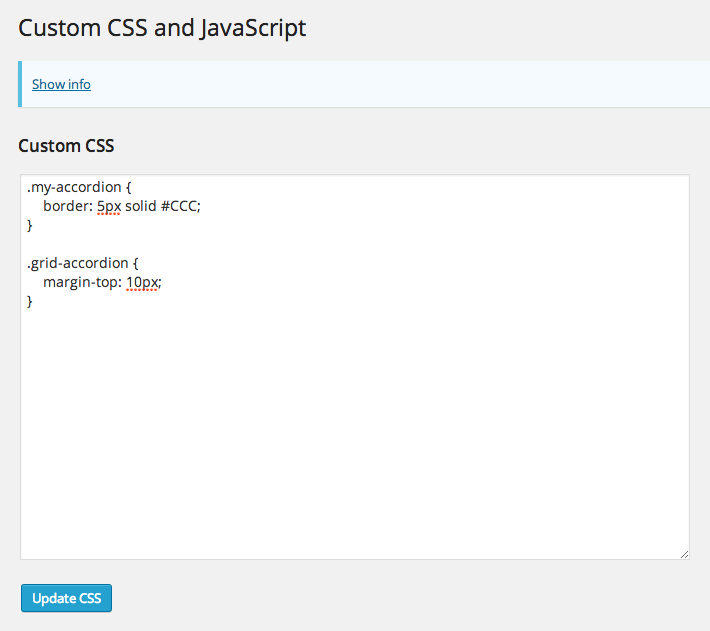 Custom CSS and JavaScript
Show info
Custom CSS
.my-accordion {
    border: 5px solid #CCC;
}

.grid-accordion {
    margin-top: 10px;
}
Update CSS